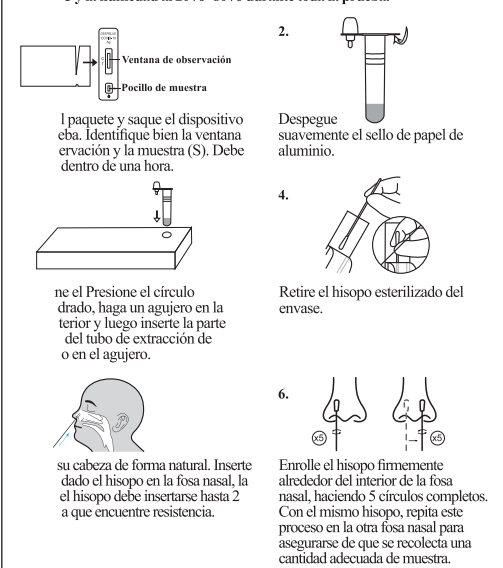 2.
Ventana de observación
Pocillo de muestra
l paquete y saque el dispositivo
eba. Identifique bien la ventana
ervación y la muestra (S). Debe
dentro de una hora.
Despegue
suavemente el sello de papel de
aluminio.
4.
ne el Presione el círculo
drado, haga un agujero en la
terior y luego inserte la parte
del tubo de extracción de
o en el agujero.
Retire el hisopo esterilizado del
envase.
6.
x5
x5
su cabeza de forma natural. Inserte
dado el hisopo en la fosa nasal, la
el hisopo debe insertarse hasta 2
a que encuentre resistencia.
Enrolle el hisopo firmemente
alrededor del interior de la fosa
nasal, haciendo 5 círculos completos.
Con el mismo hisopo, repita este
proceso en la otra fosa nasal para
asegurarse de que se recolecta una
cantidad adecuada de muestra.